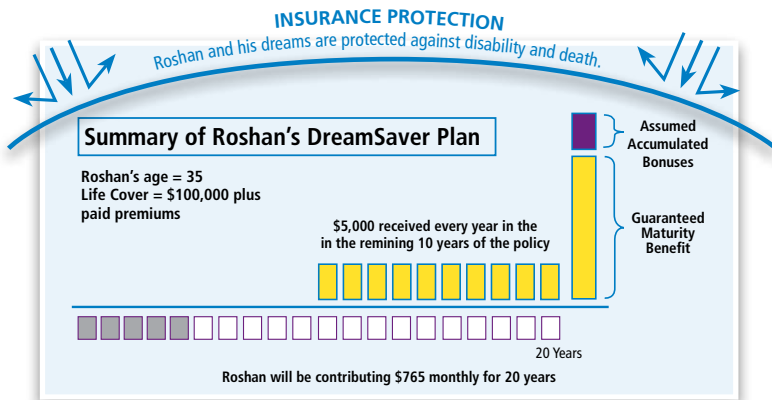 INSURANCE PROTECTION
Roshan and his dreams are protected against disability and death.
Summary of Roshan's DreamSaver Plan
Roshan's age = 35
Life Cover = $100,000 plus
paid premiums
$5,000 received every year in the
in the remining 10 years of the policy
Assumed
Accumulated
Bonuses
Guaranteed
Maturity
Benefit
20 Years
Roshan will be contributing $765 monthly for 20 years